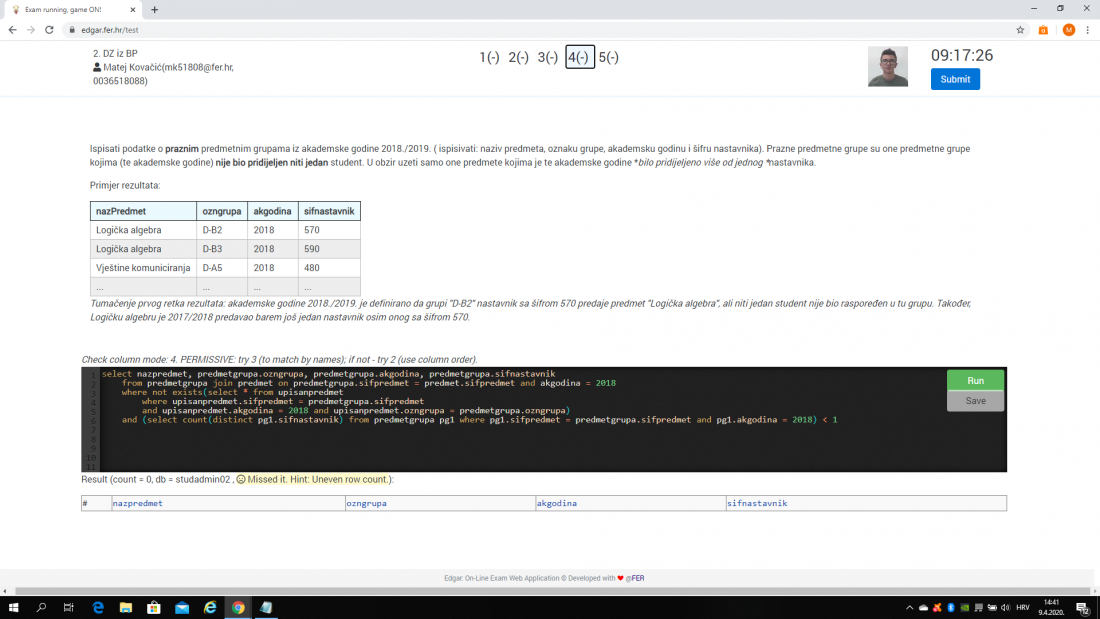 Exam running, game ON!
edgar.fer.hr/test
M
2. DZ iz BP
Matej Kovačić(mk51808@fer.hr,
0036518088)
1(-) 2(-) 3(-) 4(-) 5(-)
09:17:26
Submit
Ispisati podatke o praznim predmetnim grupama iz akademske godine 2018./2019. ( ispisivati: naziv predmeta, oznaku grupe, akademsku godinu i šifru nastavnika). Prazne predmetne grupe su one predmetne grupe
kojima (te akademske godine) nije bio pridijeljen niti jedan student. U obzir uzeti samo one predmete kojima je te akademske godine *bilo pridijeljeno više od jednog *nastavnika.
Primjer rezultata:
nazPredmet ozngrupa akgodina sifnastavnik
Logička algebra D-B2 2018 570
Logička algebra D-B3 2018 590
Vještine komuniciranja D-A5 2018 480
... ... ... ...
Tumačenje prvog retka rezultata: akademske godine 2018./2019. je definirano da grupi "D-B2" nastavnik sa šifrom 570 predaje predmet "Logička algebra", ali niti jedan student nije bio raspoređen u tu grupu. Također,
Logičku algebru je 2017/2018 predavao barem još jedan nastavnik osim onog sa šifrom 570.
Check column mode: 4. PERMISSIVE: try 3 (to match by names); if not - try 2 (use column order).
1 select nazpredmet, predmetgrupa.ozngrupa, predmetgrupa.akgodina, predmetgrupa.sifnastavnik
2 from predmetgrupa join predmet on predmetgrupa.sifpredmet = predmet.sifpredmet and akgodina = 2018
3 where not exists(select * from upisanpredmet
4 where upisanpredmet.sifpredmet = predmetgrupa.sifpredmet
5 and upisanpredmet.akgodina = 2018 and upisanpredmet.ozngrupa = predmetgrupa.ozngrupa)
6 and (select count(distinct pg1.sifnastavnik) from predmetgrupa pg1 where pg1.sifpredmet = predmetgrupa.sifpredmet and pg1.akgodina = 2018) < 1
7
8
9
10
11
Run
Save
Result (count = 0, db = studadmin02 , Missed it. Hint: Uneven row count.):
# nazpredmet ozngrupa akgodina sifnastavnik
Edgar: On-Line Exam Web Application © Developed with ❤ @FER
HRV
14:41
9.4.2020.
12